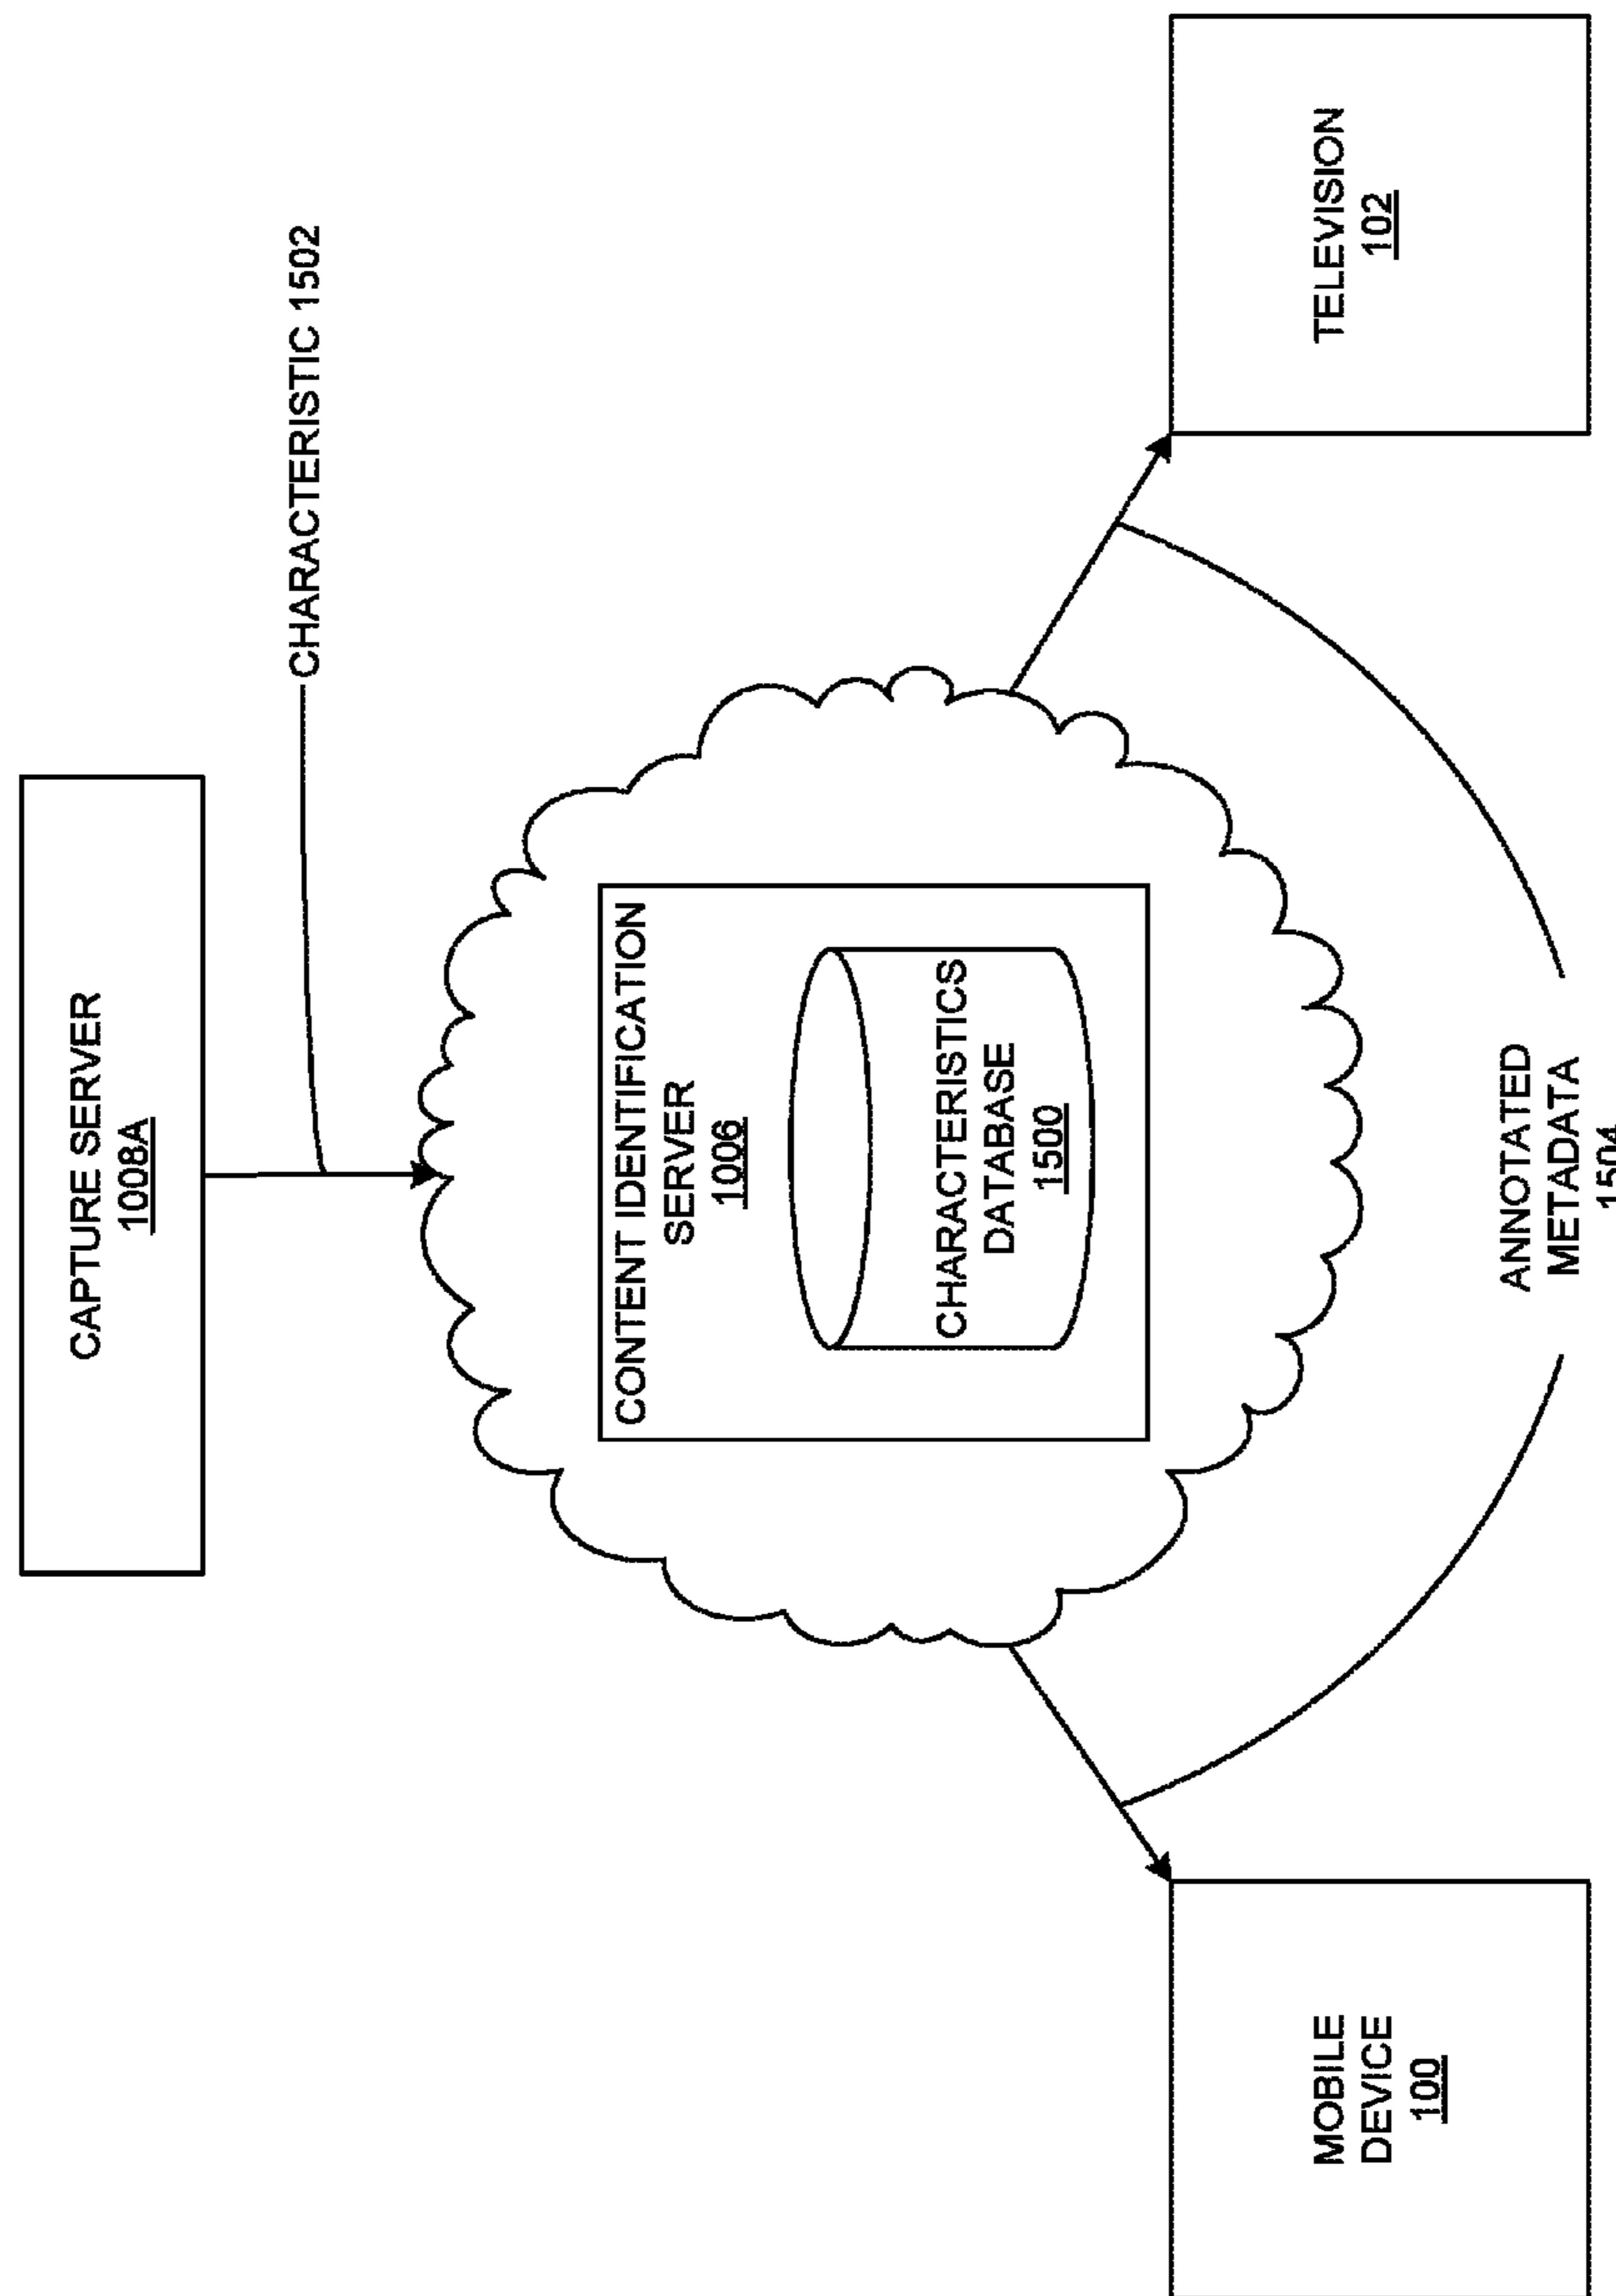 CAPTURE SERVER
1008A
CHARACTERISTIC 1502
CONTENT IDENTIFICATION
SERVER
1006
CHARACTERISTICS
DATABASE
1500
MOBILE
DEVICE
100
TELEVISION
102
ANNOTATED
METADATA
1504